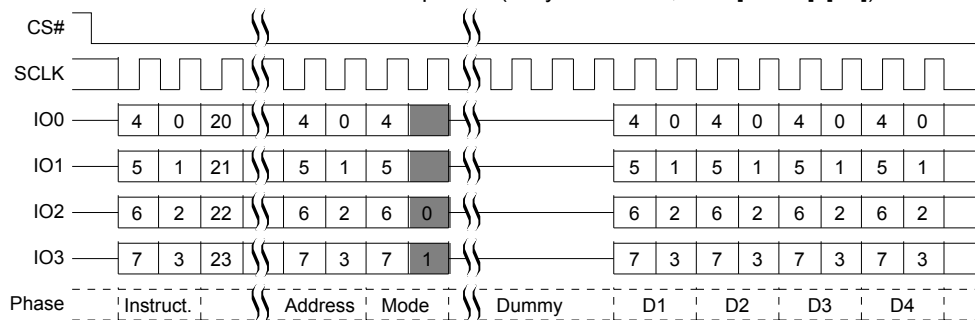 CS#
SCLK
IO0 4 0 20 4 0 4 4 0 4 0 4 0 4 0
IO1 5 1 21 5 1 5 5 1 5 1 5 1 5 1
IO2 6 2 22 6 2 6 0 6 2 6 2 6 2 6 2
IO3 7 3 23 7 3 7 1 7 3 7 3 7 3 7 3
Phase Instruct. Address Mode Dummy D1 D2 D3 D4